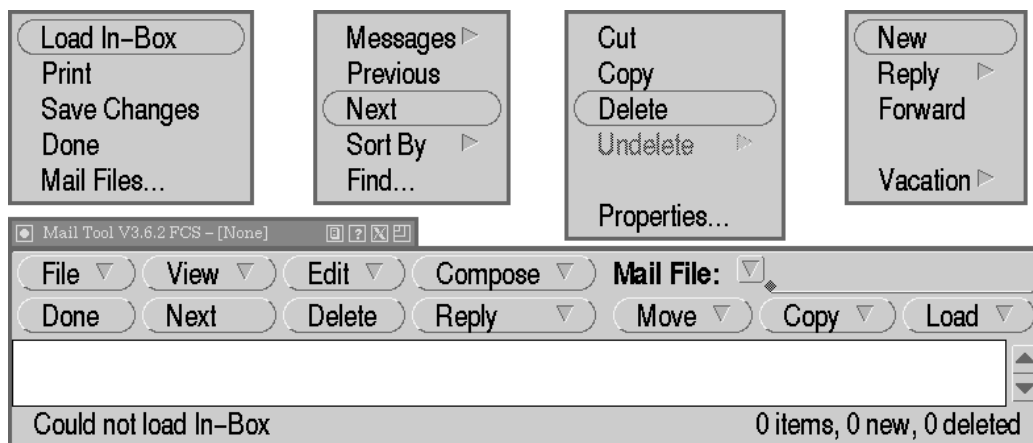 Load In-Box
Print
Save Changes
Done
Mail Files...
Messages
Previous
Next
Sort By
Find...
Cut
Copy
Delete
Undelete
Properties...
New
Reply
Forward
Vacation
Mail Tool V3.6.2 FCS - [None]
File View Edit Compose Mail File:
Done Next Delete Reply Move Copy Load
Could not load In-Box 0 items, 0 new, 0 deleted